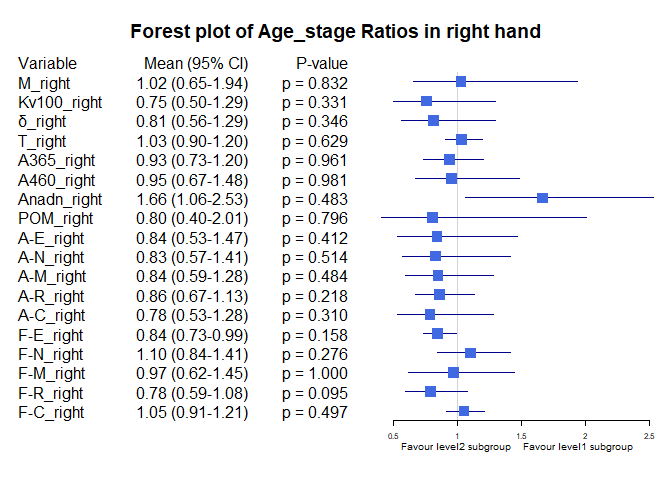 Forest plot of Age_stage Ratios in right hand
Variable Mean (95% CI) P-value
M_right 1.02 (0.65-1.94) p = 0.832
Kv100_right 0.75 (0.50-1.29) p = 0.331
δ_right 0.81 (0.56-1.29) p = 0.346
T_right 1.03 (0.90-1.20) p = 0.629
A365_right 0.93 (0.73-1.20) p = 0.961
A460_right 0.95 (0.67-1.48) p = 0.981
Anadn_right 1.66 (1.06-2.53) p = 0.483
POM_right 0.80 (0.40-2.01) p = 0.796
A-E_right 0.84 (0.53-1.47) p = 0.412
A-N_right 0.83 (0.57-1.41) p = 0.514
A-M_right 0.84 (0.59-1.28) p = 0.484
A-R_right 0.86 (0.67-1.13) p = 0.218
A-C_right 0.78 (0.53-1.28) p = 0.310
F-E_right 0.84 (0.73-0.99) p = 0.158
F-N_right 1.10 (0.84-1.41) p = 0.276
F-M_right 0.97 (0.62-1.45) p = 1.000
F-R_right 0.78 (0.59-1.08) p = 0.095
F-C_right 1.05 (0.91-1.21) p = 0.497
0.5 1 1.5 2 2.5
Favour level2 subgroup Favour level1 subgroup